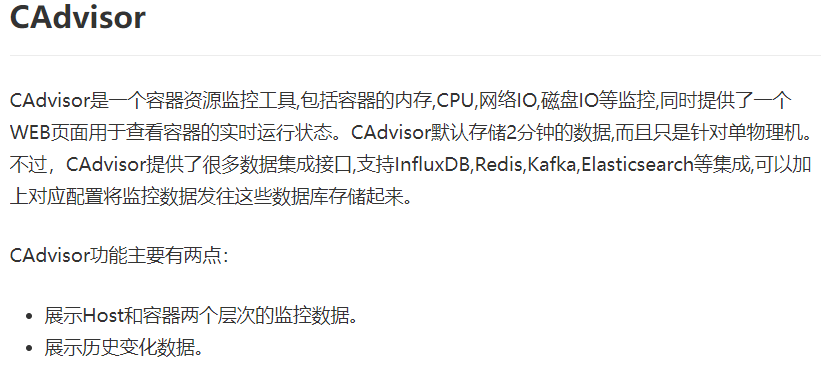 CAdvisor
CAdvisor是一个容器资源监控工具,包括容器的内存,CPU,网络IO,磁盘IO等监控,同时提供了一个
WEB页面用于查看容器的实时运行状态。CAdvisor默认存储2分钟的数据,而且只是针对单物理机。
不过，CAdvisor提供了很多数据集成接口,支持InfluxDB,Redis,Kafka,Elasticsearch等集成,可以加
上对应配置将监控数据发往这些数据库存储起来。
CAdvisor功能主要有两点：
• 展示Host和容器两个层次的监控数据。
• 展示历史变化数据。